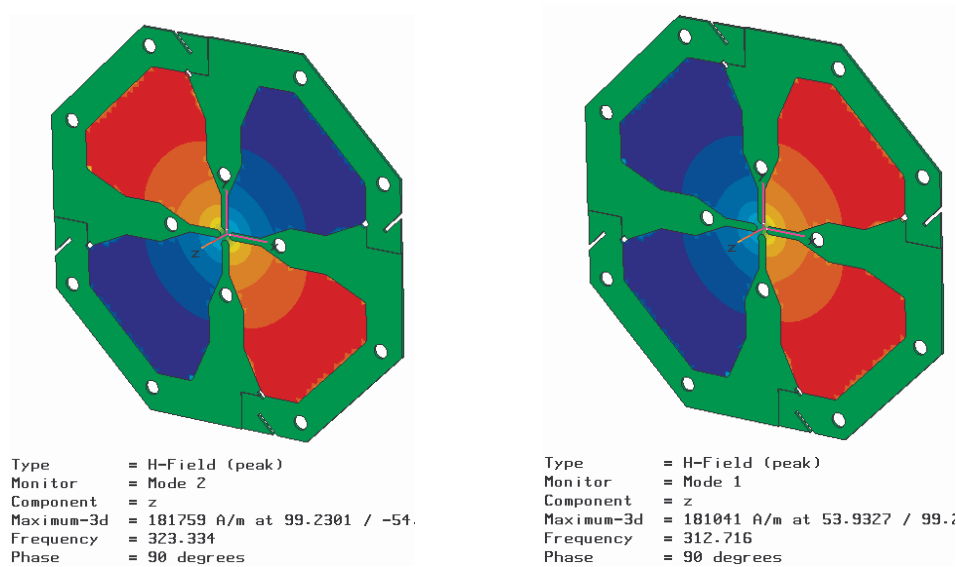 Y
X
Z
Type = H-Field (peak)
Monitor = Mode 2
Component = z
Maximum-3d = 181759 A/m at 99.2301 / -54.
Frequency = 323.334
Phase = 90 degrees
Y
X
Z
Type = H-Field (peak)
Monitor = Mode 1
Component = z
Maximum-3d = 181041 A/m at 53.9327 / 99.2
Frequency = 312.716
Phase = 90 degrees